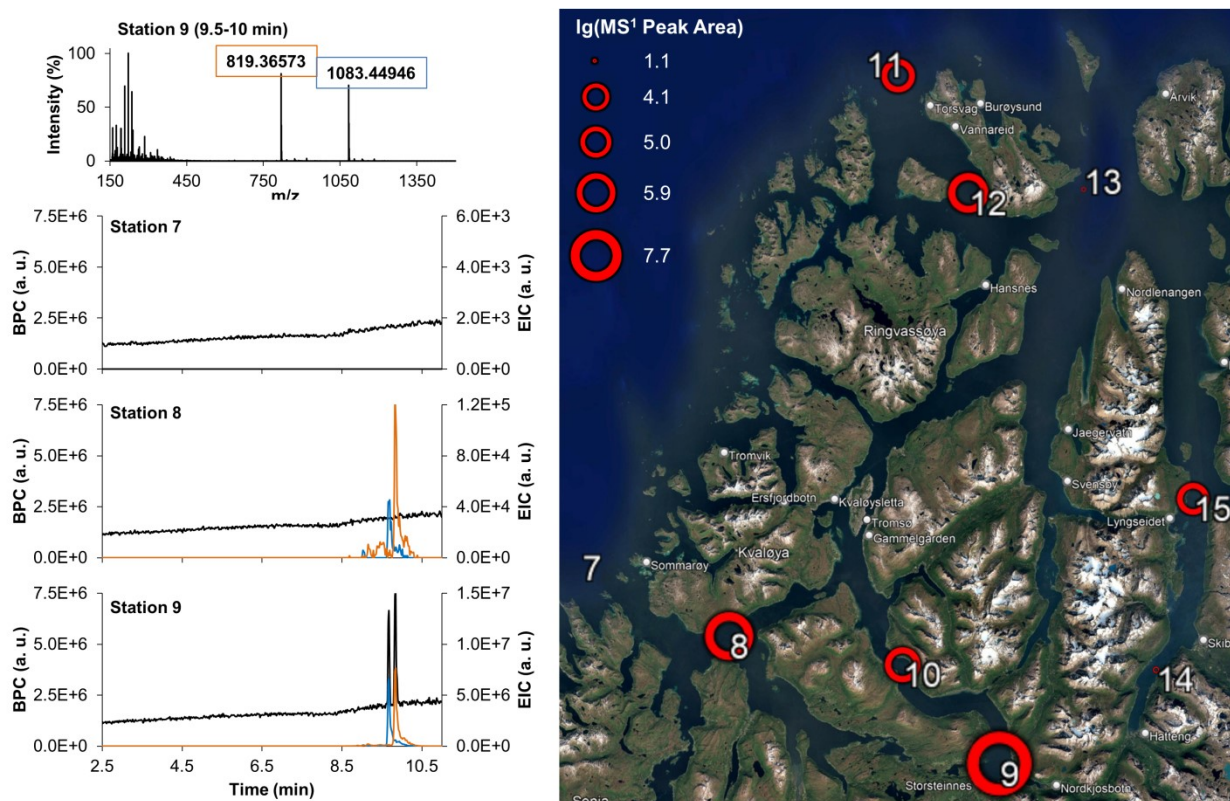 Station 9 (9.5-10 min)
819.36573
1083.44946
Intensity (%)
100
50
0
150
450
750
1050
1350
m/z
Station 7
BPC (a. u.)
7.5E+6
5.0E+6
2.5E+6
0.0E+0
6.0E+3
4.0E+3
2.0E+3
0.0E+0
EIC (a. u.)
Station 8
BPC (a. u.)
7.5E+6
5.0E+6
2.5E+6
0.0E+0
1.2E+5
8.0E+4
4.0E+4
0.0E+0
EIC (a. u.)
Station 9
BPC (a. u.)
7.5E+6
5.0E+6
2.5E+6
0.0E+0
1.5E+7
1.0E+7
5.0E+6
0.0E+0
EIC (a. u.)
2.5
4.5
6.5
8.5
10.5
Time (min)
lg(MS¹ Peak Area)
1.1
4.1
5.0
5.9
7.7
11
Torsvag
Burøysund
Vannareid
Arvik
12
13
Hansnes
Nordlenangen
Ringvassøya
Jaegervatn
Tromvik
Svensby
Ersfjordbotn
Kvaløysletta
15
Tromsø
Lyngseidet
Gammelgården
Kvaløya
7
Sommarøy
8
10
14
Hatteng
9
Storsteinnes
Nordkjosbotn